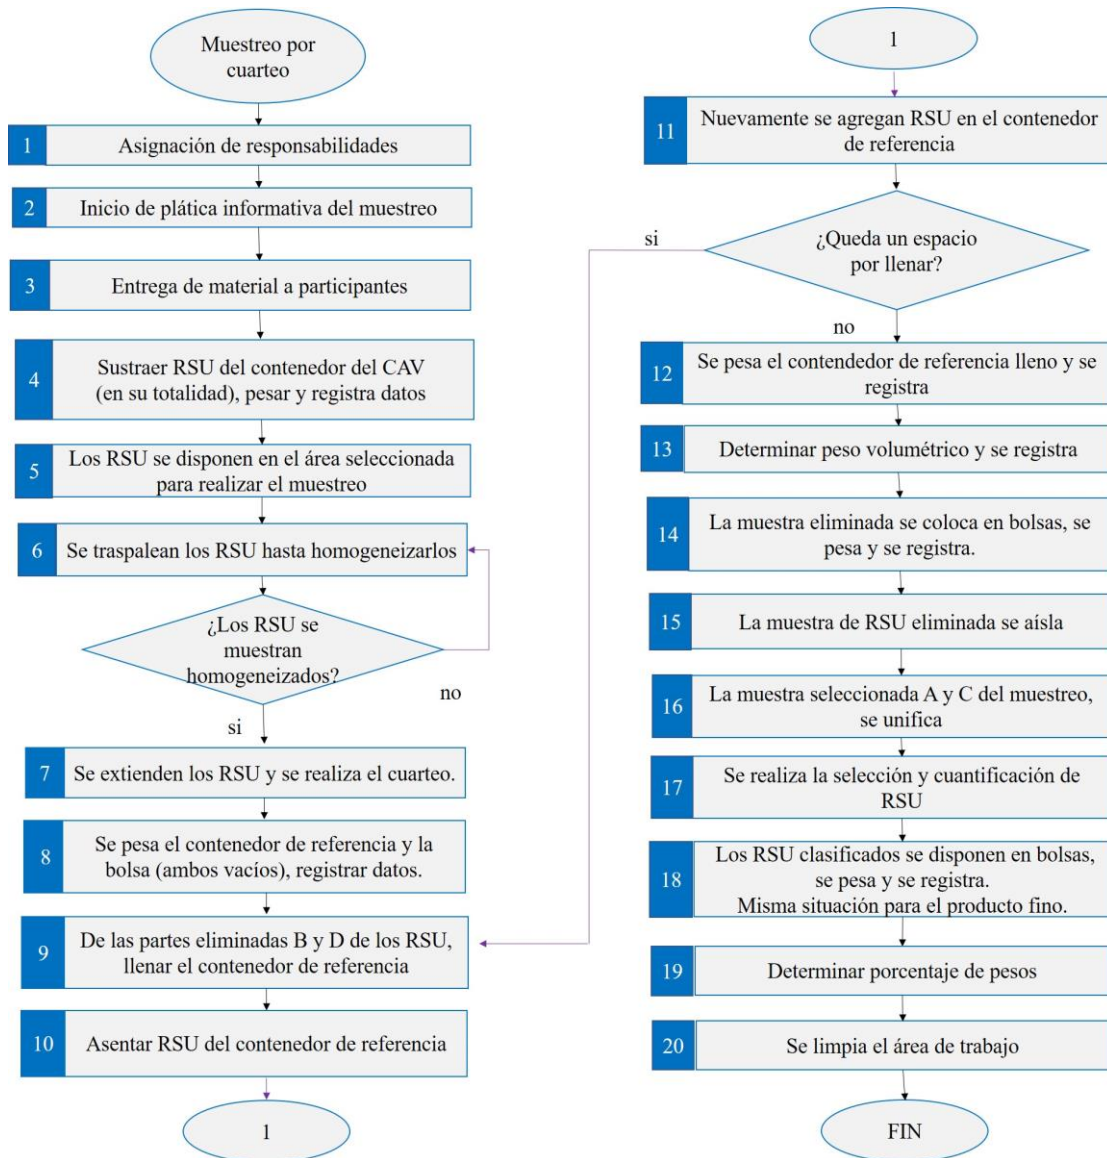 Muestreo por
cuarteo
1
Asignación de responsabilidades
2
Inicio de plática informativa del muestreo
3
Entrega de material a participantes
4
Sustraer RSU del contenedor del CAV
(en su totalidad), pesar y registra datos
5
Los RSU se disponen en el área seleccionada
para realizar el muestreo
6
Se traspalean los RSU hasta homogeneizarlos
¿Los RSU se
muestran
homogeneizados?
no
si
7
Se extienden los RSU y se realiza el cuarteo.
8
Se pesa el contenedor de referencia y la
bolsa (ambos vacíos), registrar datos.
9
De las partes eliminadas B y D de los RSU,
llenar el contenedor de referencia
10
Asentar RSU del contenedor de referencia
1
1
11
Nuevamente se agregan RSU en el contenedor
de referencia
¿Queda un espacio
por llenar?
si
no
12
Se pesa el contendedor de referencia lleno y se
registra
13
Determinar peso volumétrico y se registra
14
La muestra eliminada se coloca en bolsas, se
pesa y se registra.
15
La muestra de RSU eliminada se aísla
16
La muestra seleccionada A y C del muestreo,
se unifica
17
Se realiza la selección y cuantificación de
RSU
18
Los RSU clasificados se disponen en bolsas,
se pesa y se registra.
Misma situación para el producto fino.
19
Determinar porcentaje de pesos
20
Se limpia el área de trabajo
FIN